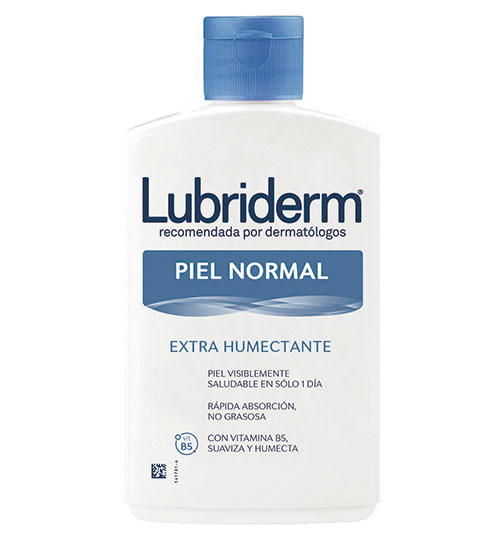 Lubriderm®
recomendada por dermatólogos
PIEL NORMAL
EXTRA HUMECTANTE
PIEL VISIBLEMENTE
SALUDABLE EN SÓLO 1 DÍA
RÁPIDA ABSORCIÓN,
NO GRASOSA
vit
B5
CON VITAMINA B5,
SUAVIZA Y HUMECTA